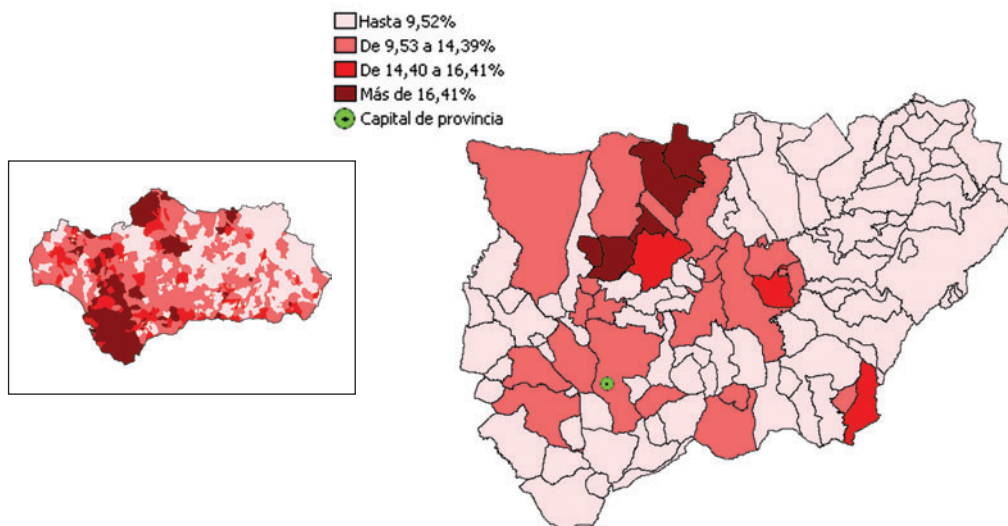 Hasta 9,52%
De 9,53 a 14,39%
De 14,40 a 16,41%
Más de 16,41%
Capital de provincia